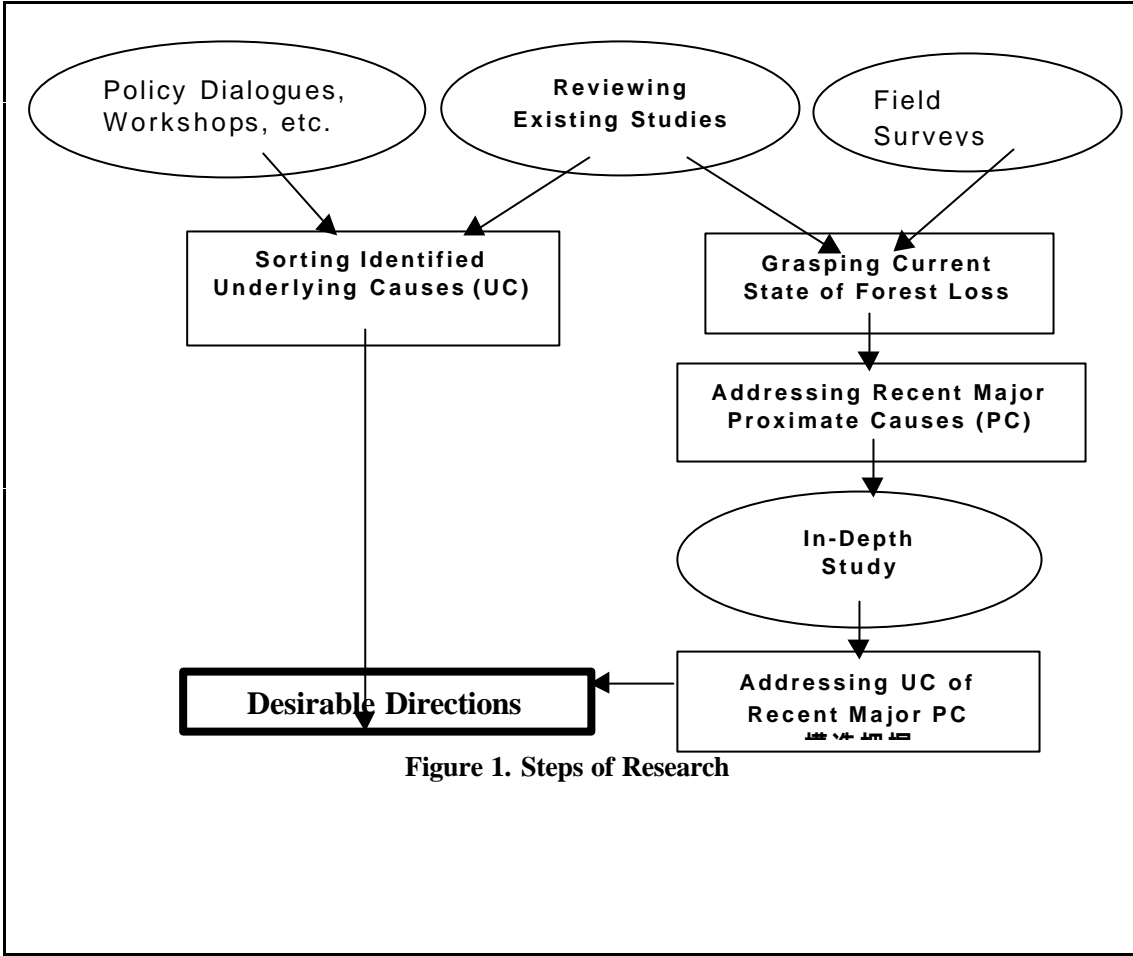 Policy Dialogues,
Workshops, etc.
Reviewing
Existing Studies
Field
Surveys
Sorting Identified
Underlying Causes (UC)
Grasping Current
State of Forest Loss
Addressing Recent Major
Proximate Causes (PC)
In-Depth
Study
Desirable Directions
Addressing UC of
Recent Major PC
Figure 1. Steps of Research